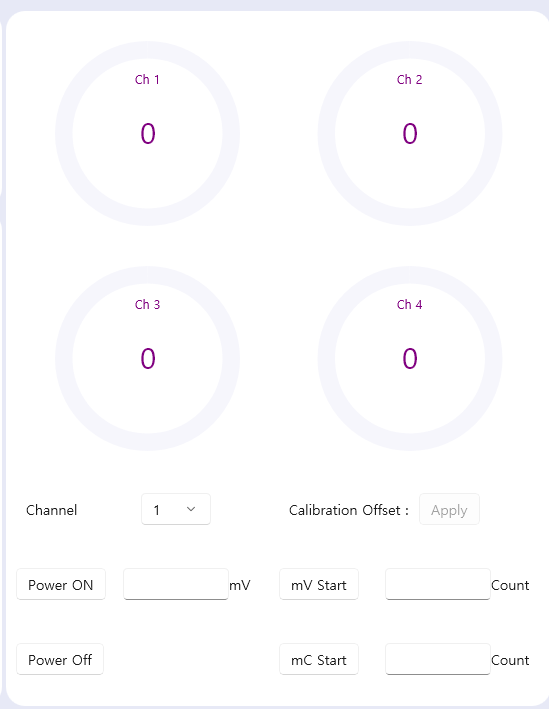 Ch 1 Ch 2
0 0
Ch 3 Ch 4
0 0
Channel 1 Calibration Offset : Apply
Power ON mV mV Start Count
Power Off mC Start Count